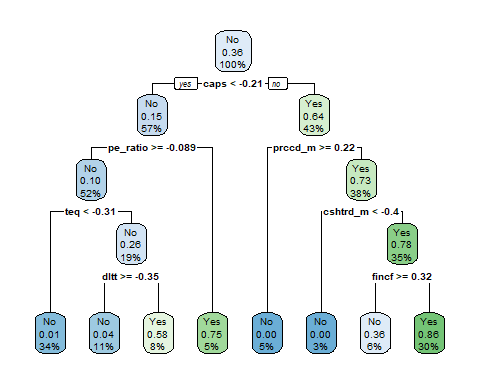 No
0.36
100%
yes caps < -0.21 no
No
0.15
57%
Yes
0.64
43%
pe_ratio >= -0.089
prccd_m >= 0.22
No
0.10
52%
Yes
0.73
38%
teq < -0.31
cshtrd_m < -0.4
No
0.26
19%
Yes
0.78
35%
dltt >= -0.35
fincf >= 0.32
No
0.01
34%
No
0.04
11%
Yes
0.58
8%
Yes
0.75
5%
No
0.00
5%
No
0.00
3%
No
0.36
6%
Yes
0.86
30%